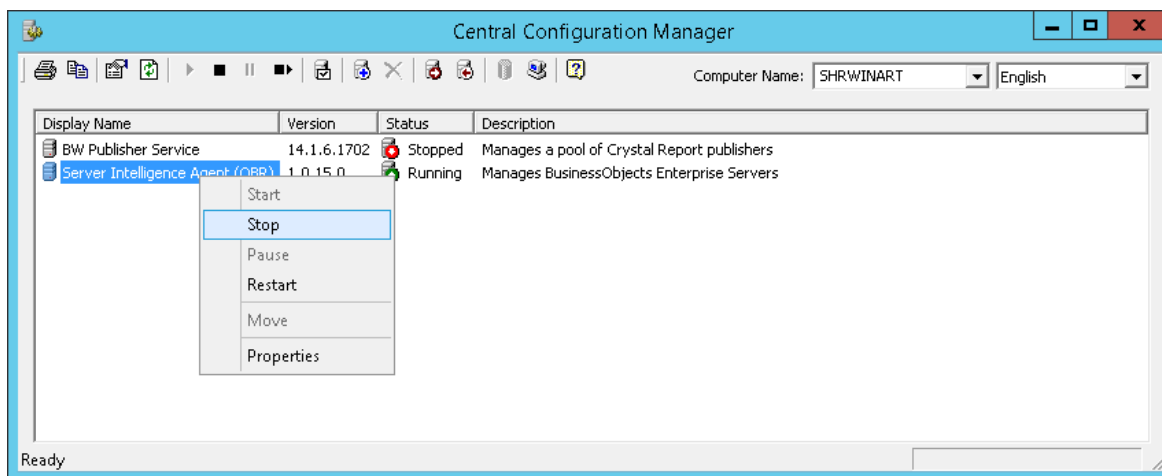 Central Configuration Manager
Computer Name: SHRWINART English
Display Name Version Status Description
BW Publisher Service 14.1.6.1702 Stopped Manages a pool of Crystal Report publishers
Server Intelligence Agent (OBR) 1.0.15.0 Running Manages BusinessObjects Enterprise Servers
Start
Stop
Pause
Restart
Move
Properties
Ready